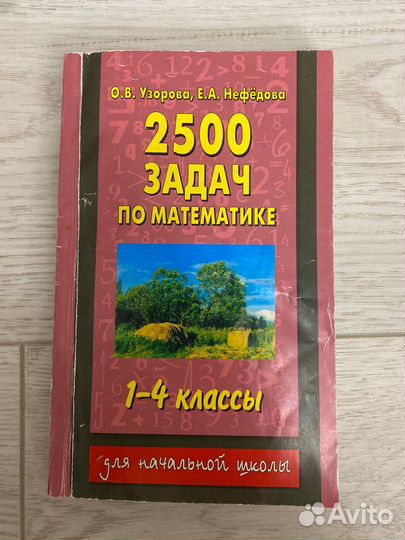 О.В. Узорова, Е.А. Нефёдова
2500
ЗАДАЧ
ПО МАТЕМАТИКЕ
1–4 классы
для начальной школы
Avito